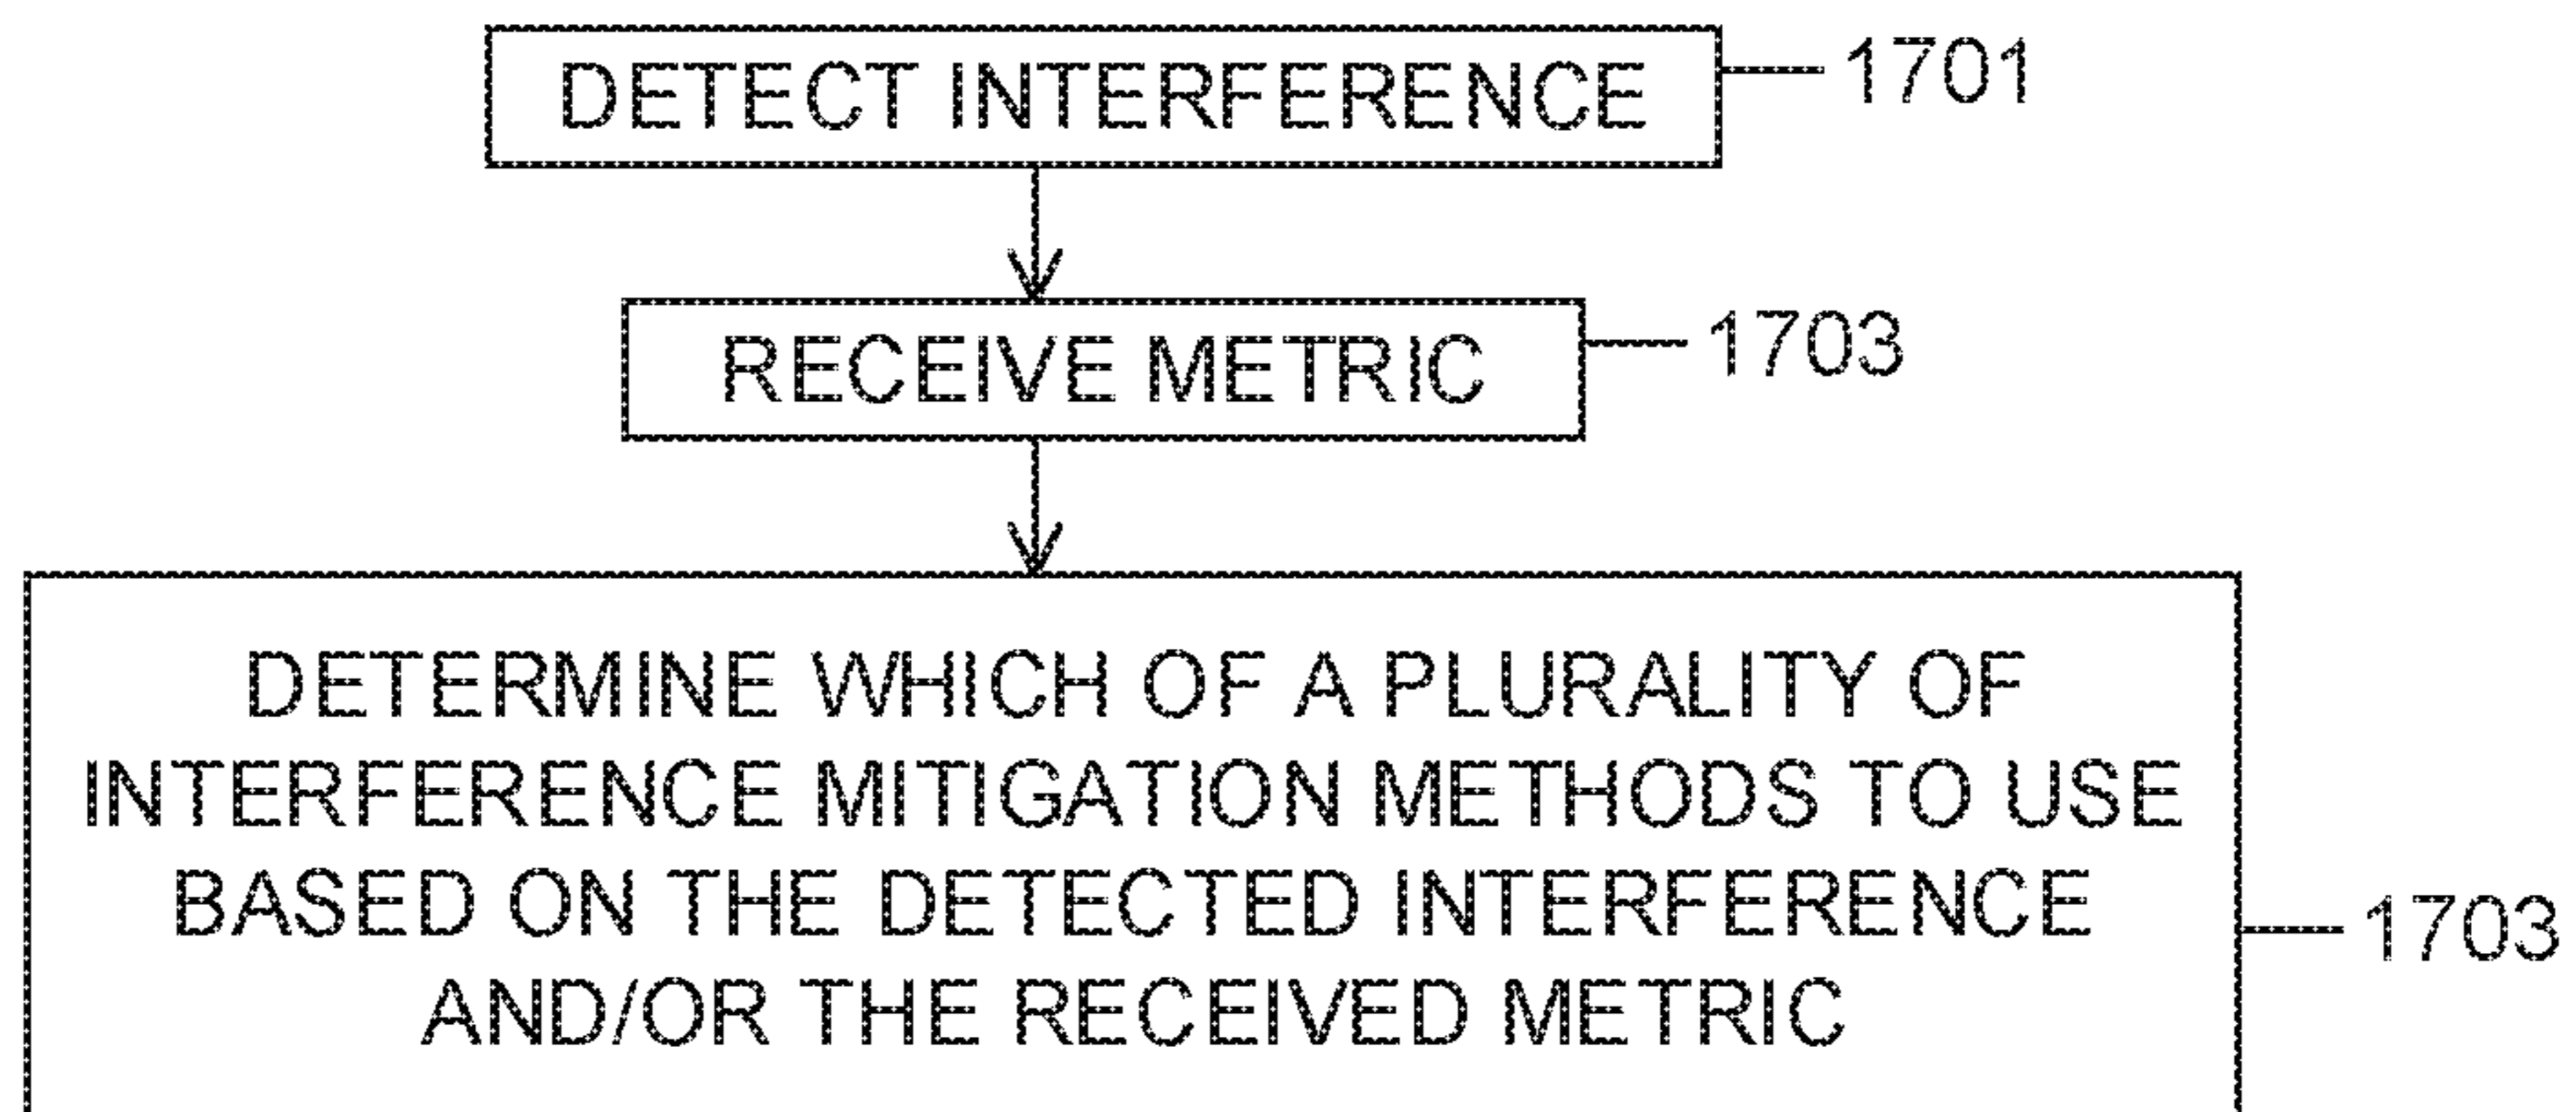 DETECT INTERFERENCE 1701
RECEIVE METRIC 1703
DETERMINE WHICH OF A PLURALITY OF
INTERFERENCE MITIGATION METHODS TO USE
BASED ON THE DETECTED INTERFERENCE
1703
AND/OR THE RECEIVED METRIC